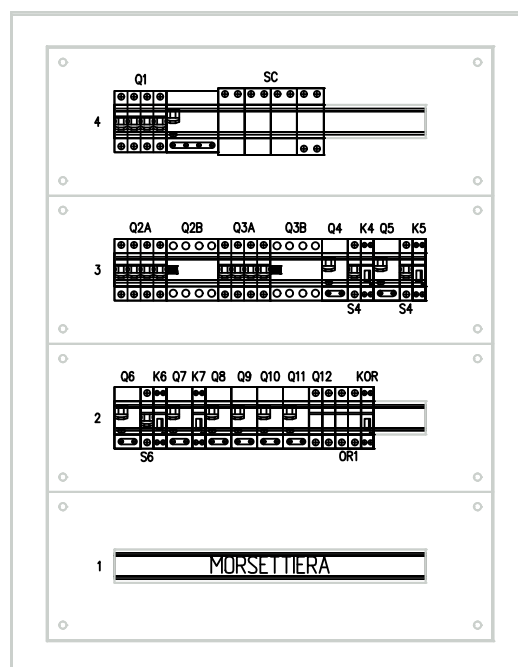 Q1 SC
4
Q2A Q2B Q3A Q3B Q4 K4 Q5 K5
3
S4 S4
Q6 K6 Q7 K7 Q8 Q9 Q10 Q11 Q12 KOR
2
S6 OR1
1 MORSETTIERA